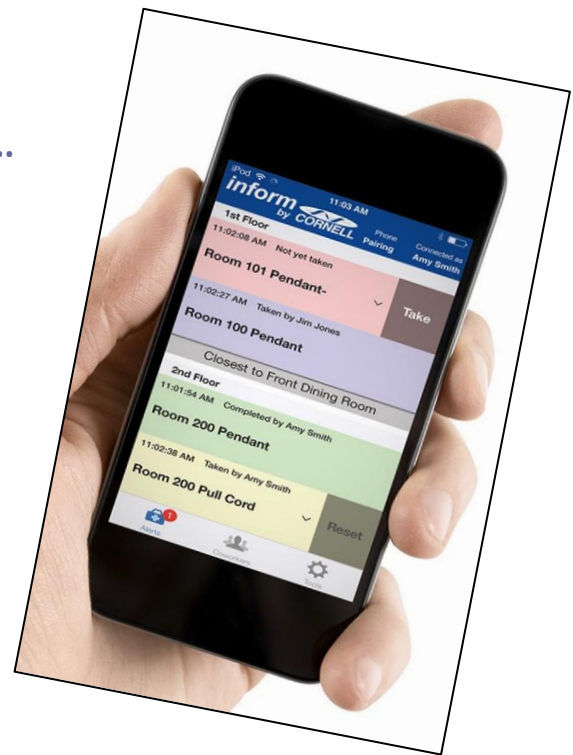 ..
iPod 11:03 AM
inform
by CORNELL
Phone
Pairing
Connected as
Amy Smith
1st Floor
11:02:08 AM Not yet taken
Room 101 Pendant-
Take
11:02:27 AM Taken by Jim Jones
Room 100 Pendant
Closest to Front Dining Room
2nd Floor
11:01:54 AM Completed by Amy Smith
Room 200 Pendant
11:02:38 AM Taken by Amy Smith
Room 200 Pull Cord
Reset
1
Alerts
Coworkers
Tools